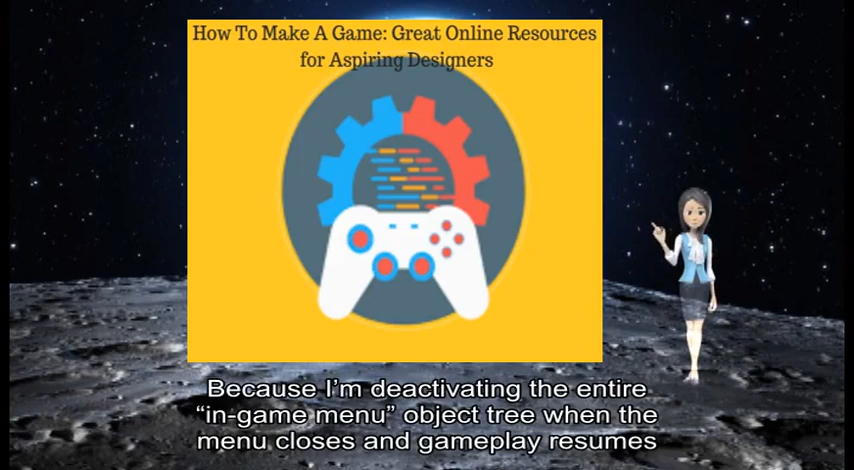 How To Make A Game: Great Online Resources
for Aspiring Designers
Because I’m deactivating the entire
“in-game menu” object tree when the
menu closes and gameplay resumes